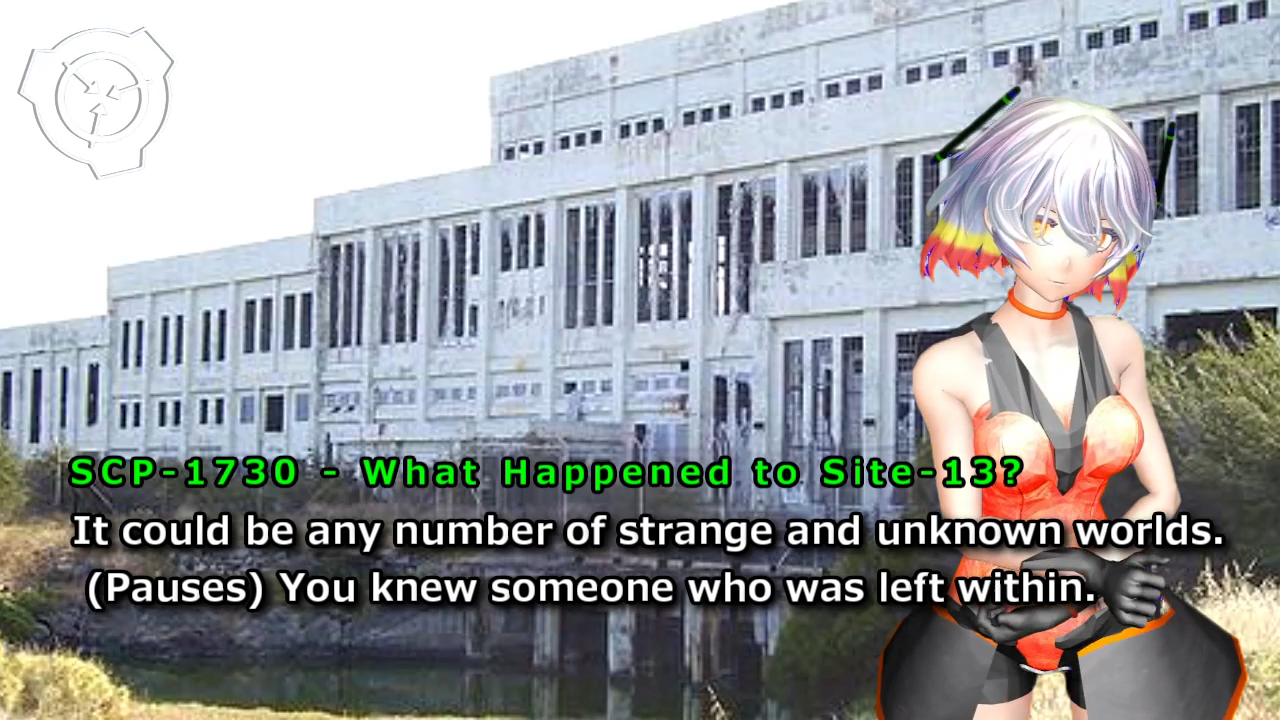 SCP-1730 - What Happened to Site-13?
It could be any number of strange and unknown worlds.
(Pauses) You knew someone who was left within.